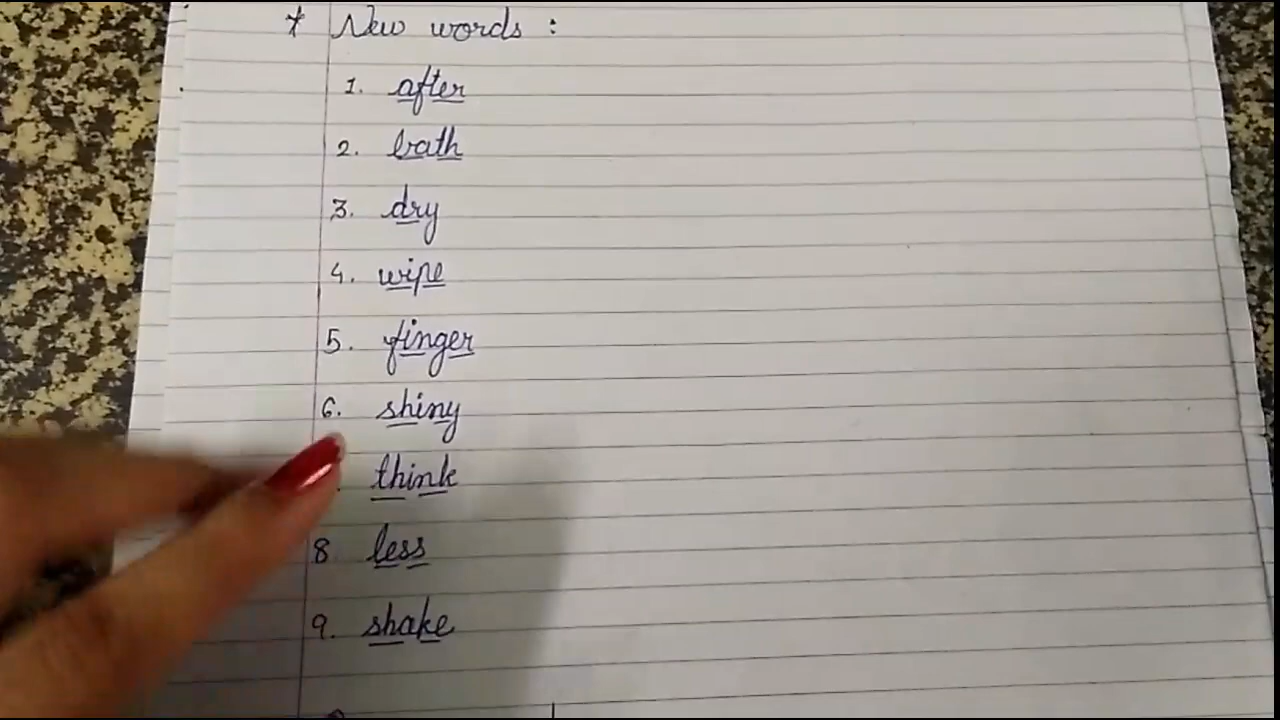 * New words :
1. after
2. bath
3. dry
4. wipe
5. finger
6. shiny
. think
8. less
9. shake